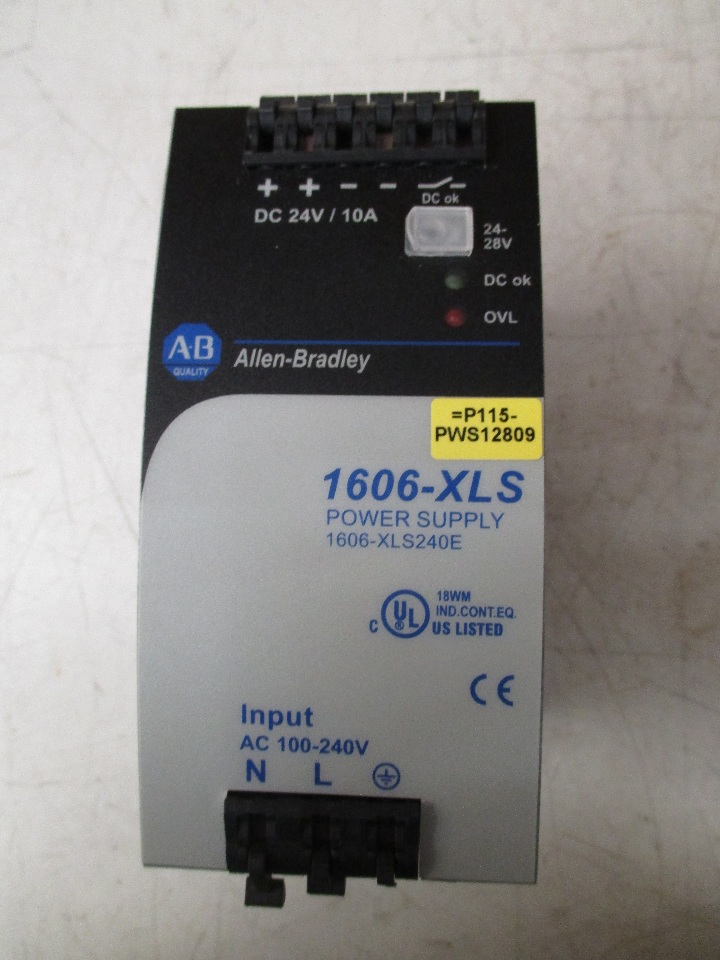 + + − −
DC ok
DC 24V / 10A
24-
28V
DC ok
OVL
A·B
QUALITY
Allen-Bradley
=P115-
PWS12809
1606-XLS
POWER SUPPLY
1606-XLS240E
C UL ® US LISTED
18WM
IND.CONT.EQ.
CE
Input
AC 100-240V
N L